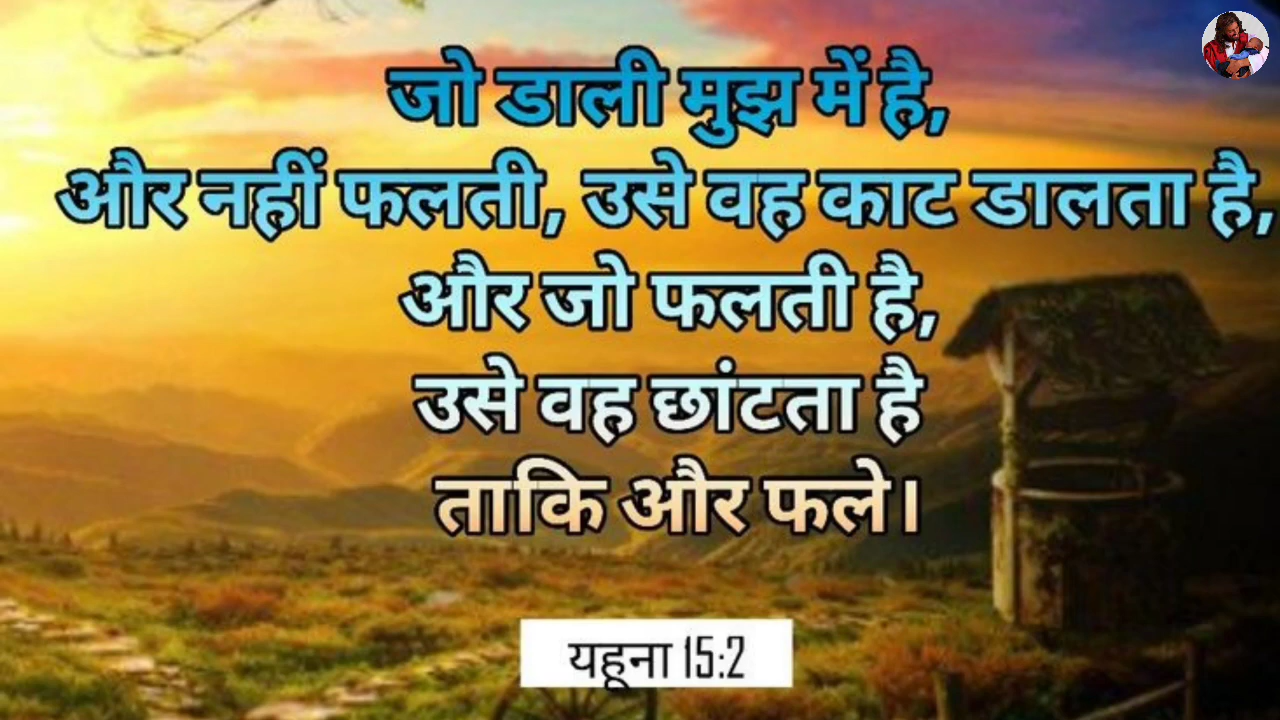 जो डाली मुझ में है,
और नहीं फलती, उसे वह काट डालता है,
और जो फलती है,
उसे वह छांटता है
ताकि और फले।
यहूना 15:2